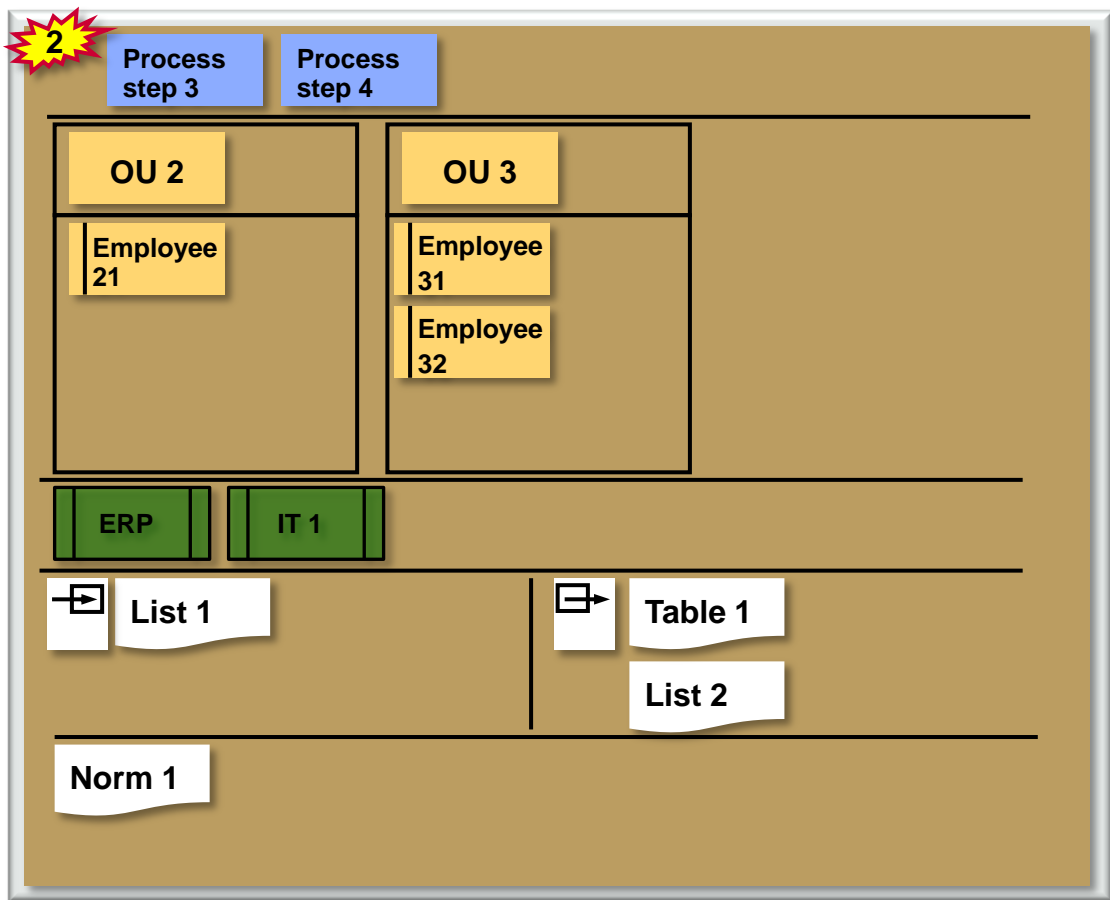 2
Process
step 3
Process
step 4
OU 2
OU 3
Employee
21
Employee
31
Employee
32
ERP
IT 1
List 1
Table 1
List 2
Norm 1